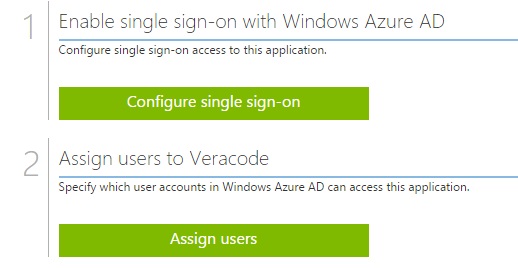 1
Enable single sign-on with Windows Azure AD
Configure single sign-on access to this application.
Configure single sign-on
2
Assign users to Veracode
Specify which user accounts in Windows Azure AD can access this application.
Assign users